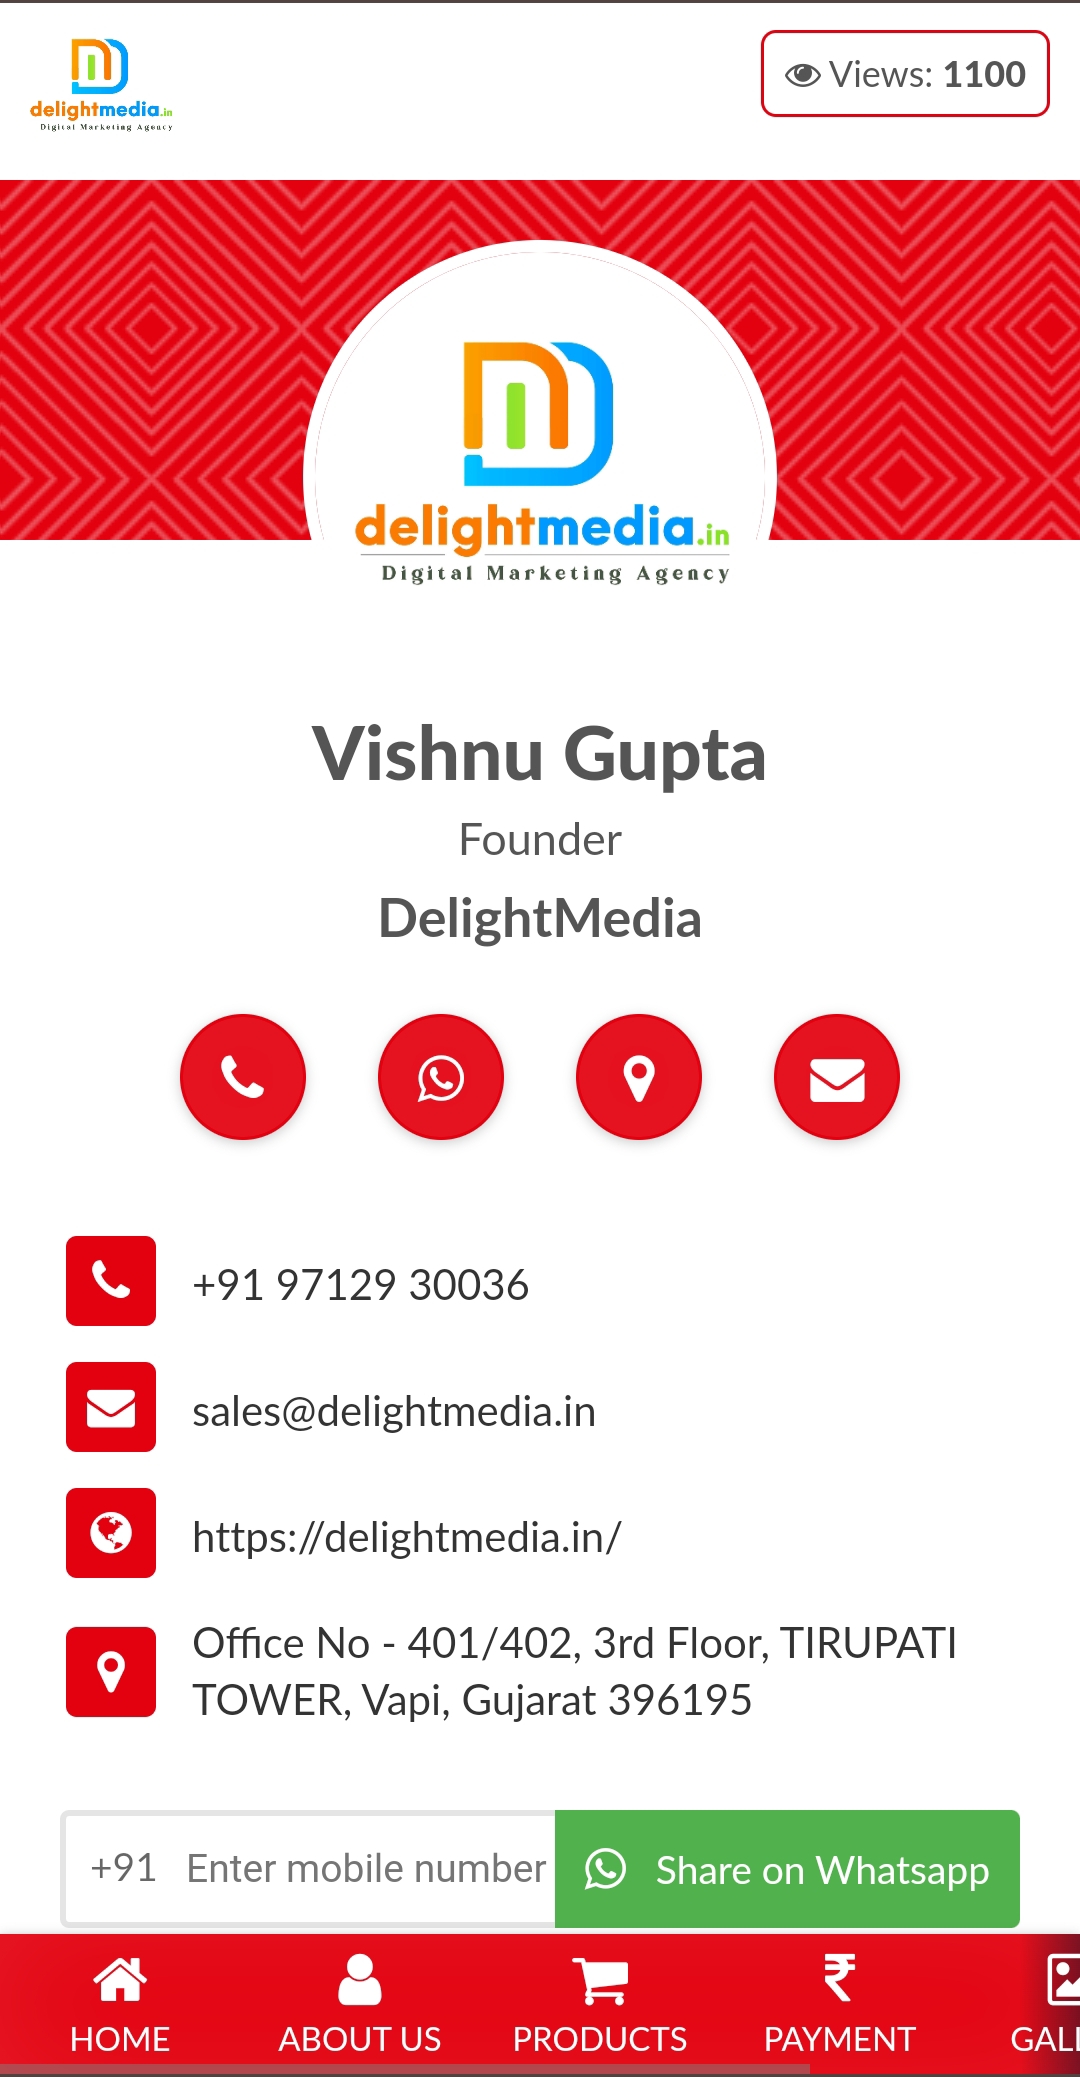 delightmedia.in
Digital Marketing Agency
Views: 1100
delightmedia.in
Digital Marketing Agency
Vishnu Gupta
Founder
DelightMedia
+91 97129 30036
sales@delightmedia.in
https://delightmedia.in/
Office No - 401/402, 3rd Floor, TIRUPATI
TOWER, Vapi, Gujarat 396195
+91 Enter mobile number Share on Whatsapp
HOME ABOUT US PRODUCTS PAYMENT GALL